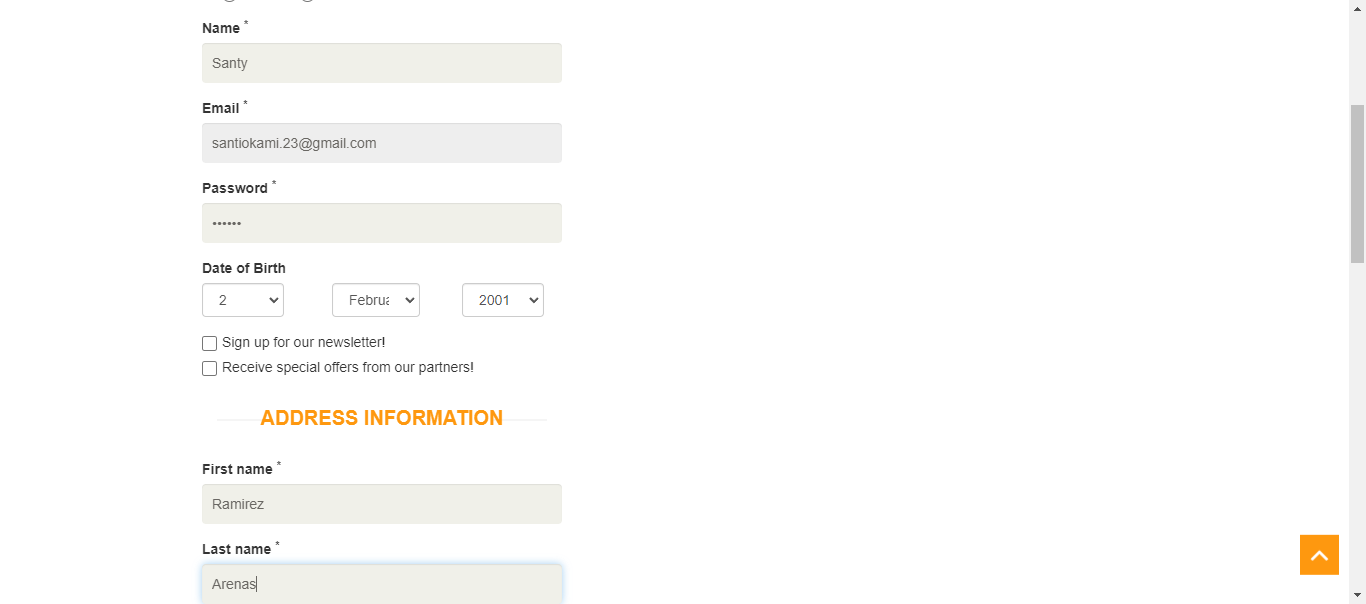 Name *
Santy
Email *
santiokami.23@gmail.com
Password *
••••••
Date of Birth
2 Februa 2001
Sign up for our newsletter!
Receive special offers from our partners!
ADDRESS INFORMATION
First name *
Ramirez
Last name *
Arenas